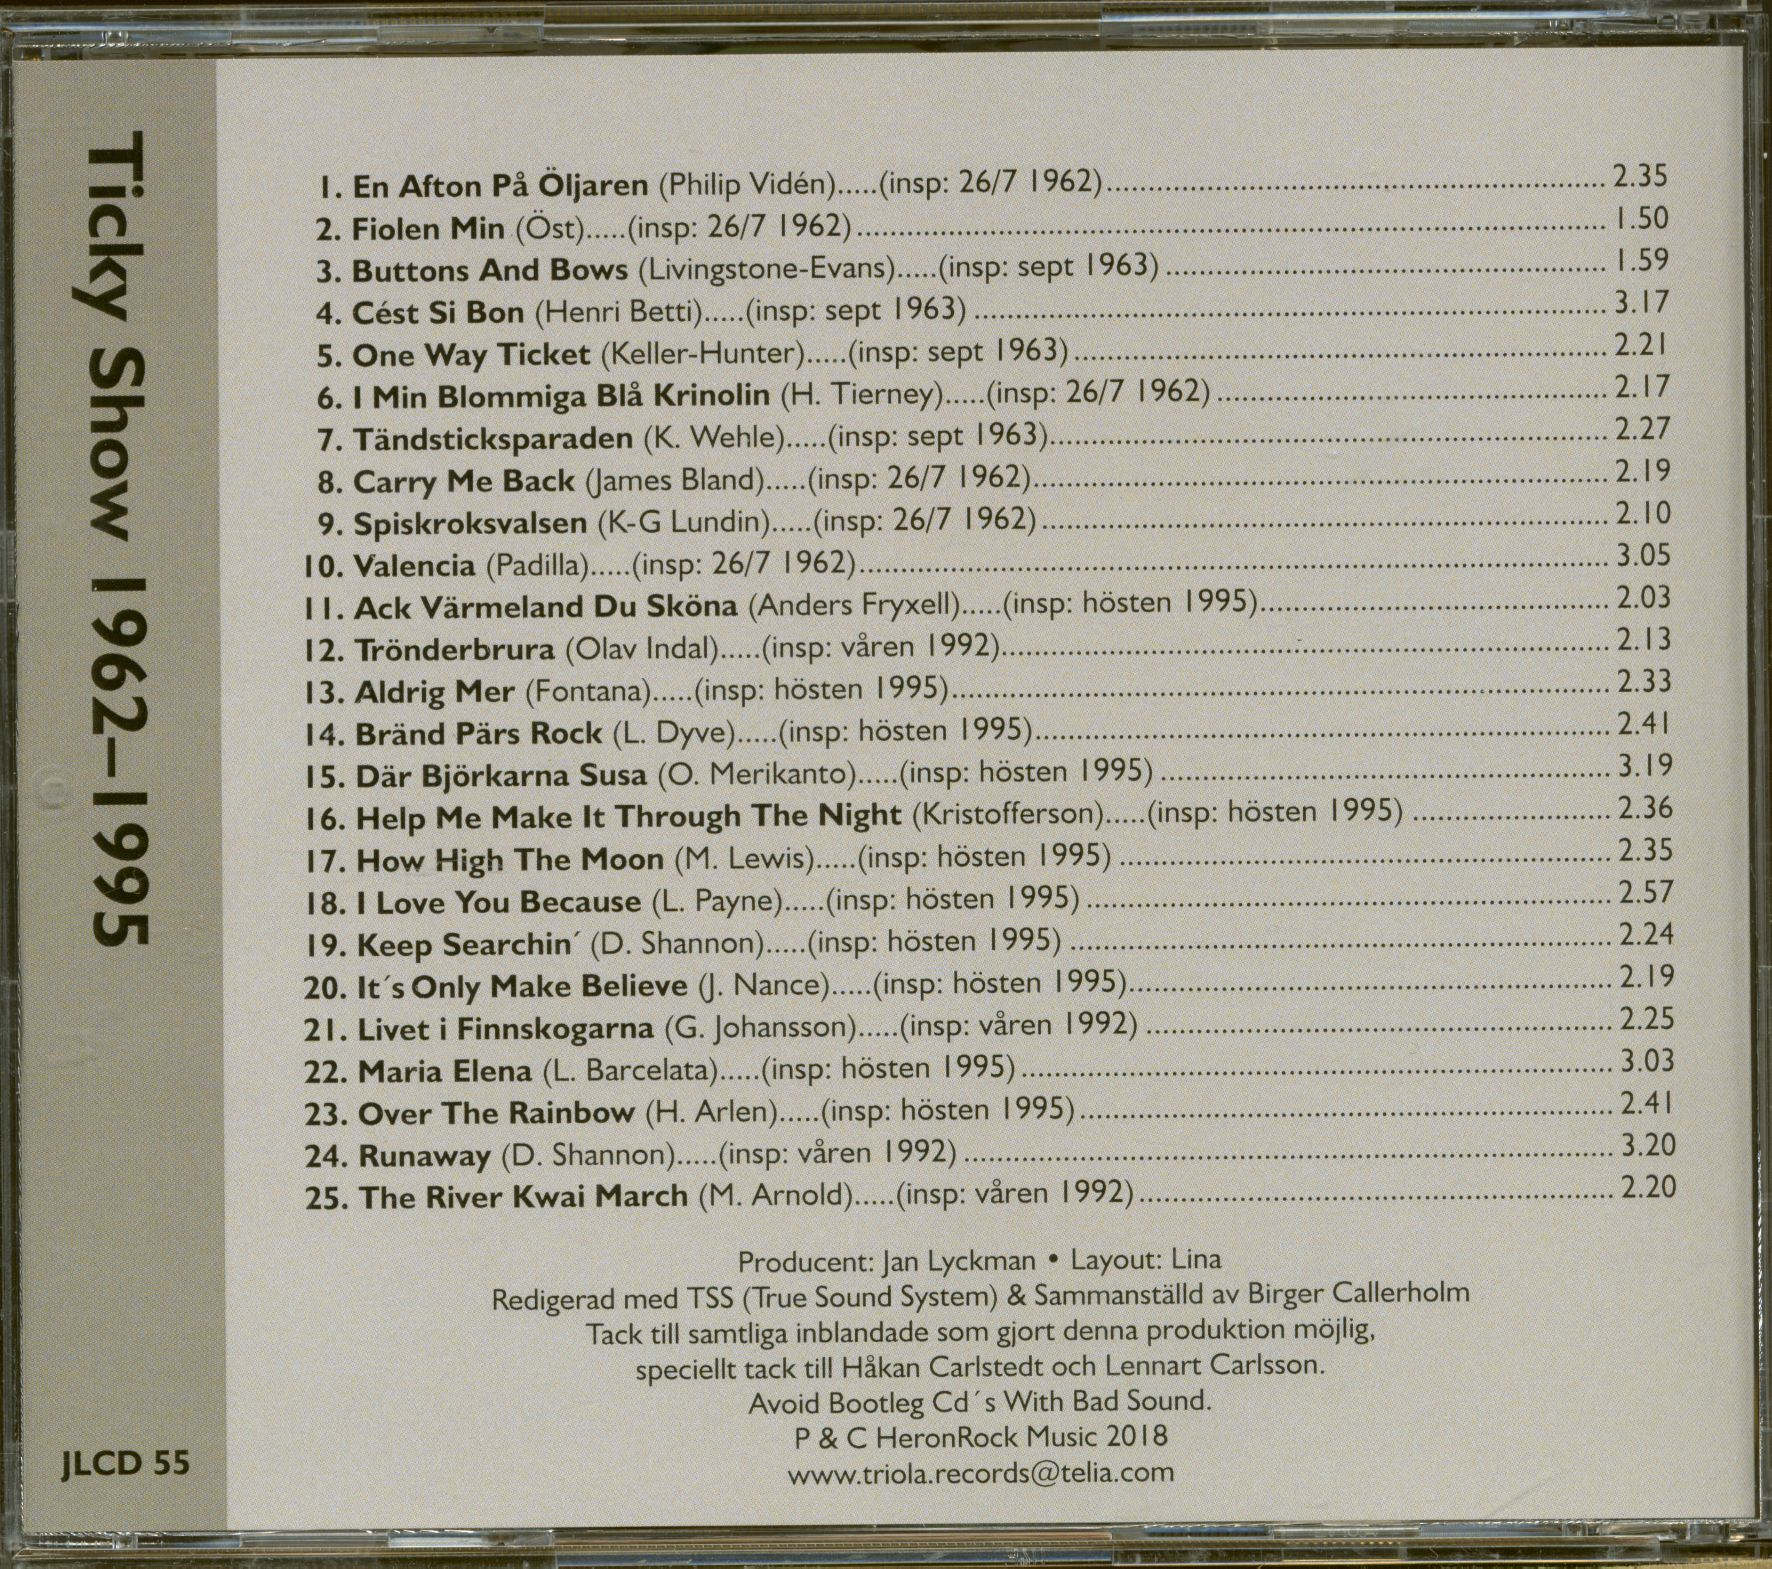 Ticky Show 1962–1995
JLCD 55
1. En Afton På Öljaren (Philip Vidén).....(insp: 26/7 1962)..... 2.35
2. Fiolen Min (Öst).....(insp: 26/7 1962)..... 1.50
3. Buttons And Bows (Livingstone-Evans).....(insp: sept 1963)..... 1.59
4. Cést Si Bon (Henri Betti).....(insp: sept 1963)..... 3.17
5. One Way Ticket (Keller-Hunter).....(insp: sept 1963)..... 2.21
6. I Min Blommiga Blå Krinolin (H. Tierney).....(insp: 26/7 1962)..... 2.17
7. Tändsticksparaden (K. Wehle).....(insp: sept 1963)..... 2.27
8. Carry Me Back (James Bland).....(insp: 26/7 1962)..... 2.19
9. Spiskroksvalsen (K-G Lundin).....(insp: 26/7 1962)..... 2.10
10. Valencia (Padilla).....(insp: 26/7 1962)..... 3.05
11. Ack Värmeland Du Sköna (Anders Fryxell).....(insp: hösten 1995)..... 2.03
12. Trönderbrura (Olav Indal).....(insp: våren 1992)..... 2.13
13. Aldrig Mer (Fontana).....(insp: hösten 1995)..... 2.33
14. Bränd Pärs Rock (L. Dyve).....(insp: hösten 1995)..... 2.41
15. Där Björkarna Susa (O. Merikanto).....(insp: hösten 1995)..... 3.19
16. Help Me Make It Through The Night (Kristofferson).....(insp: hösten 1995)..... 2.36
17. How High The Moon (M. Lewis).....(insp: hösten 1995)..... 2.35
18. I Love You Because (L. Payne).....(insp: hösten 1995)..... 2.57
19. Keep Searchin´ (D. Shannon).....(insp: hösten 1995)..... 2.24
20. It´s Only Make Believe (J. Nance).....(insp: hösten 1995)..... 2.19
21. Livet i Finnskogarna (G. Johansson).....(insp: våren 1992)..... 2.25
22. Maria Elena (L. Barcelata).....(insp: hösten 1995)..... 3.03
23. Over The Rainbow (H. Arlen).....(insp: hösten 1995)..... 2.41
24. Runaway (D. Shannon).....(insp: våren 1992)..... 3.20
25. The River Kwai March (M. Arnold).....(insp: våren 1992)..... 2.20
Producent: Jan Lyckman • Layout: Lina
Redigerad med TSS (True Sound System) & Sammanställd av Birger Callerholm
Tack till samtliga inblandade som gjort denna produktion möjlig,
speciellt tack till Håkan Carlstedt och Lennart Carlsson.
Avoid Bootleg Cd´s With Bad Sound.
P & C HeronRock Music 2018
www.triola.records@telia.com